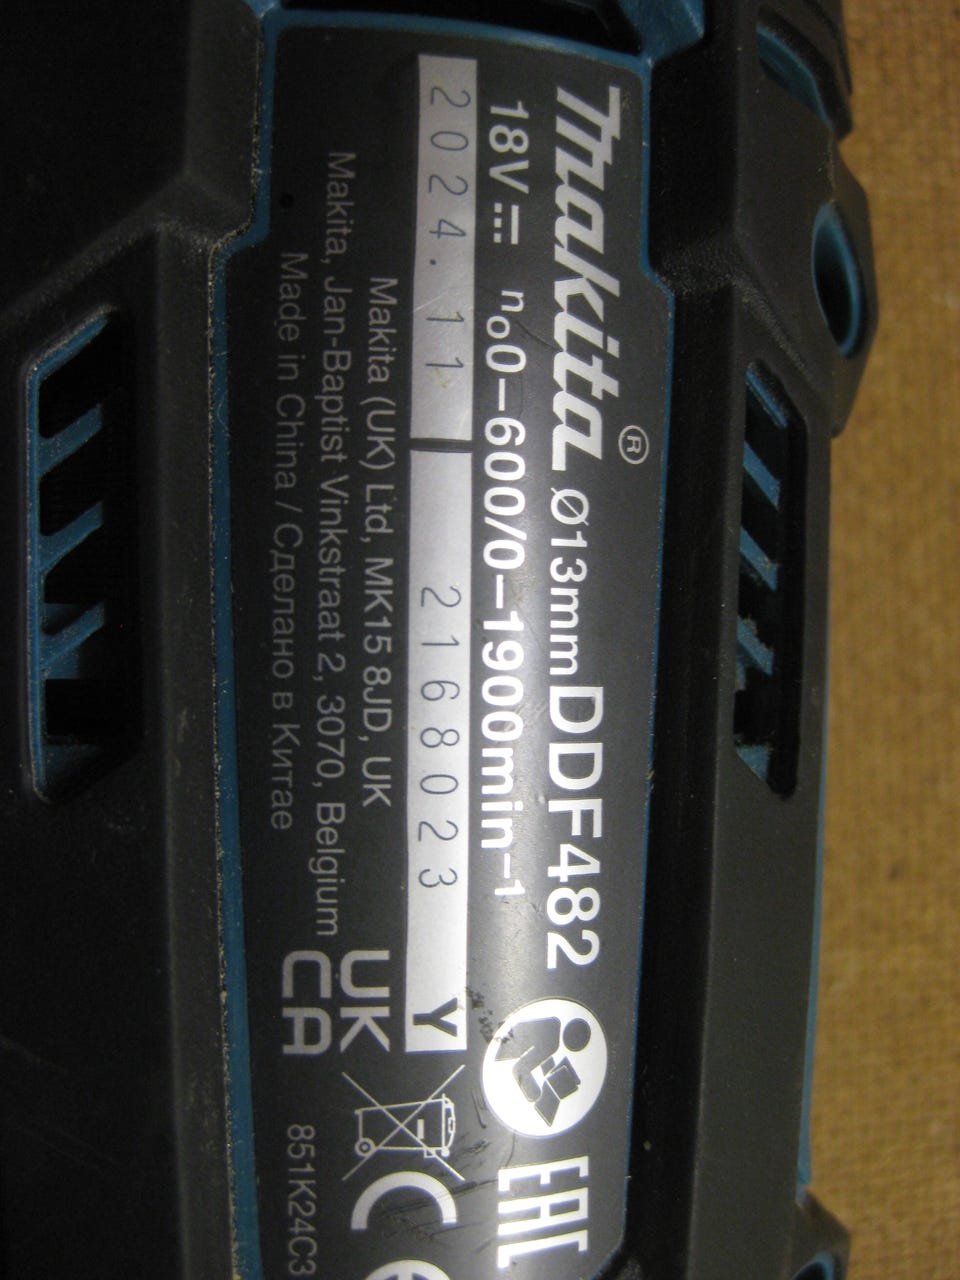 Makita® Ø13mm DDF482
18V⎓ n₀0–600/0–1900min⁻¹
2024.11 2168023 Y
Makita (UK) Ltd, MK15 8JD, UK
Makita, Jan-Baptist Vinkstraat 2, 3070, Belgium
Made in China / Сделано в Китае
UK
CA
EAC
CE
851K24C3